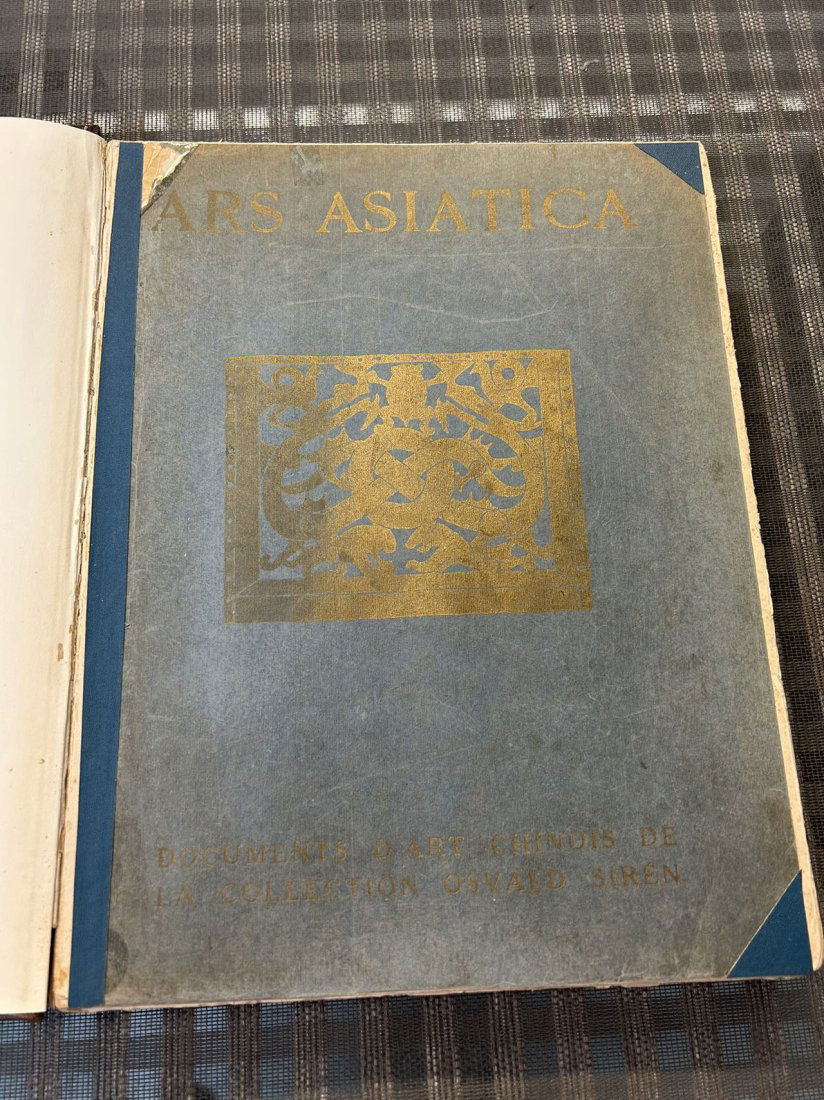 ARS ASIATICA
DOCUMENTS D'ART CHINOIS DE
LA COLLECTION OSVALD SIRÉN